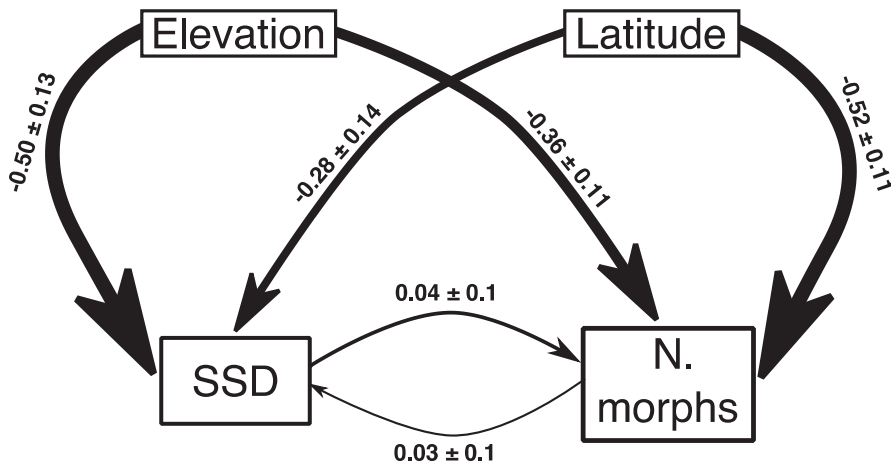 Elevation
Latitude
-0.50 ± 0.13
-0.28 ± 0.14
-0.36 ± 0.11
-0.52 ± 0.11
0.04 ± 0.1
SSD
N.
morphs
0.03 ± 0.1